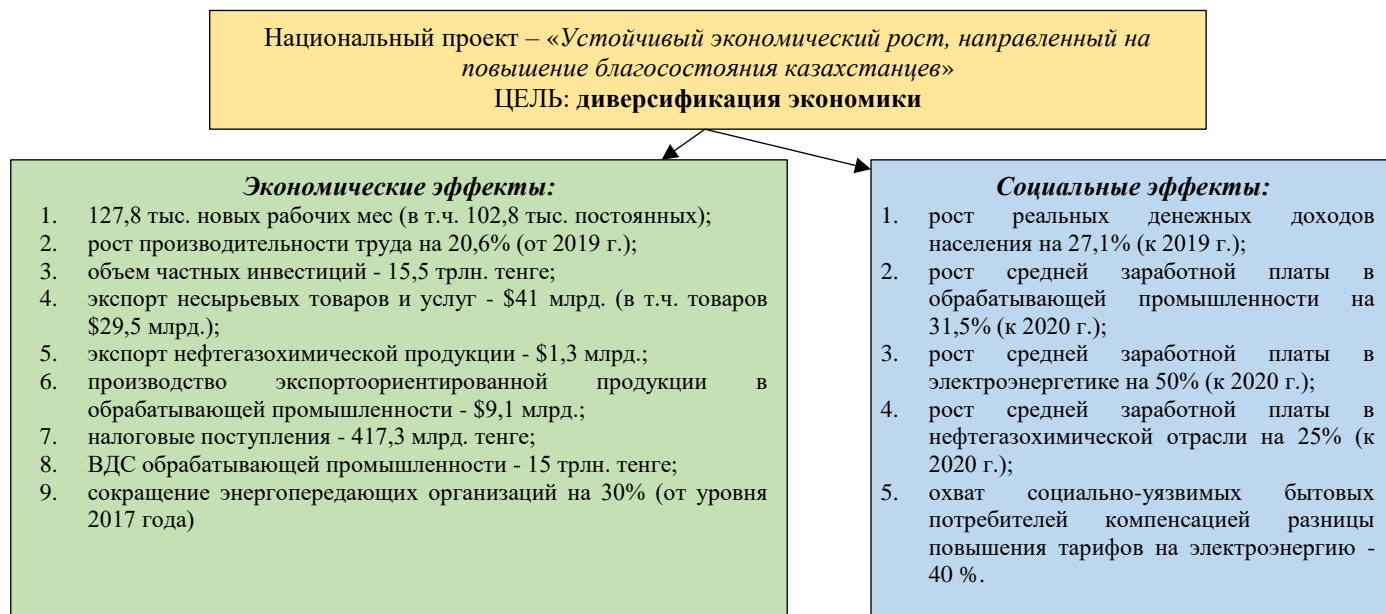 Национальный проект – «Устойчивый экономический рост, направленный на
повышение благосостояния казахстанцев»
ЦЕЛЬ: диверсификация экономики
Экономические эффекты:
1. 127,8 тыс. новых рабочих мес (в т.ч. 102,8 тыс. постоянных);
2. рост производительности труда на 20,6% (от 2019 г.);
3. объем частных инвестиций - 15,5 трлн. тенге;
4. экспорт несырьевых товаров и услуг - $41 млрд. (в т.ч. товаров
$29,5 млрд.);
5. экспорт нефтегазохимической продукции - $1,3 млрд.;
6. производство экспортоориентированной продукции в
обрабатывающей промышленности - $9,1 млрд.;
7. налоговые поступления - 417,3 млрд. тенге;
8. ВДС обрабатывающей промышленности - 15 трлн. тенге;
9. сокращение энергопередающих организаций на 30% (от уровня
2017 года)
Социальные эффекты:
1. рост реальных денежных доходов
населения на 27,1% (к 2019 г.);
2. рост средней заработной платы в
обрабатывающей промышленности на
31,5% (к 2020 г.);
3. рост средней заработной платы в
электроэнергетике на 50% (к 2020 г.);
4. рост средней заработной платы в
нефтегазохимической отрасли на 25% (к
2020 г.);
5. охват социально-уязвимых бытовых
потребителей компенсацией разницы
повышения тарифов на электроэнергию -
40 %.